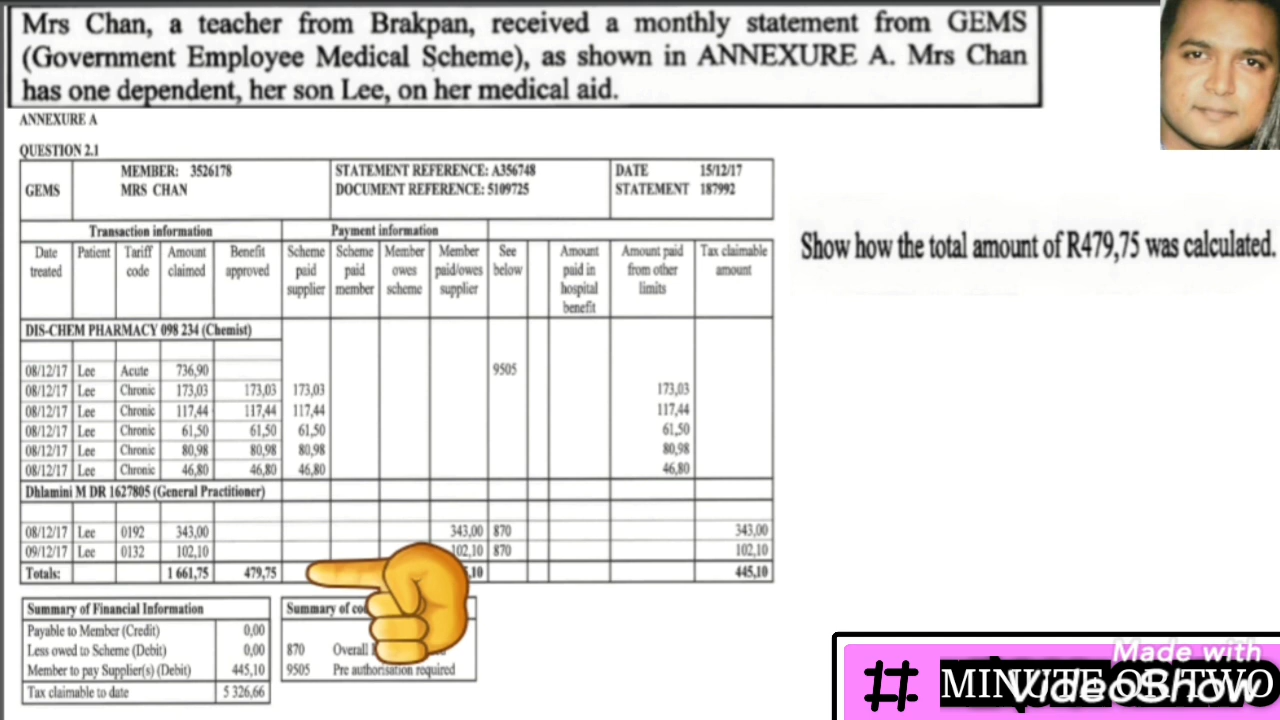 Mrs Chan, a teacher from Brakpan, received a monthly statement from GEMS
(Government Employee Medical Scheme), as shown in ANNEXURE A. Mrs Chan
has one dependent, her son Lee, on her medical aid.
ANNEXURE A
QUESTION 2.1
GEMS MEMBER: 3526178 MRS CHAN STATEMENT REFERENCE: A356748 DOCUMENT REFERENCE: 5109725 DATE 15/12/17 STATEMENT 187992
Transaction information Payment information
Date treated Patient Tariff code Amount claimed Benefit approved Scheme paid supplier Scheme paid member Member owes scheme Member paid/owes supplier See below Amount paid in hospital benefit Amount paid from other limits Tax claimable amount
DIS-CHEM PHARMACY 098 234 (Chemist)
08/12/17 Lee Acute 736,90 9505
08/12/17 Lee Chronic 173,03 173,03 173,03 173,03
08/12/17 Lee Chronic 117,44 117,44 117,44 117,44
08/12/17 Lee Chronic 61,50 61,50 61,50 61,50
08/12/17 Lee Chronic 80,98 80,98 80,98 80,98
08/12/17 Lee Chronic 46,80 46,80 46,80 46,80
Dhlamini M DR 1627805 (General Practitioner)
08/12/17 Lee 0192 343,00 343,00 870 343,00
09/12/17 Lee 0132 102,10 102,10 870 102,10
Totals: 1 661,75 479,75 ,10 445,10
Summary of Financial Information
Payable to Member (Credit) 0,00
Less owed to Scheme (Debit) 0,00
Member to pay Supplier(s) (Debit) 445,10
Tax claimable to date 5 326,66
Summary of
870 Overall
9505 Pre authorisation required
Show how the total amount of R479,75 was calculated.
Made with
VideoShow
# MINUTE OR TWO